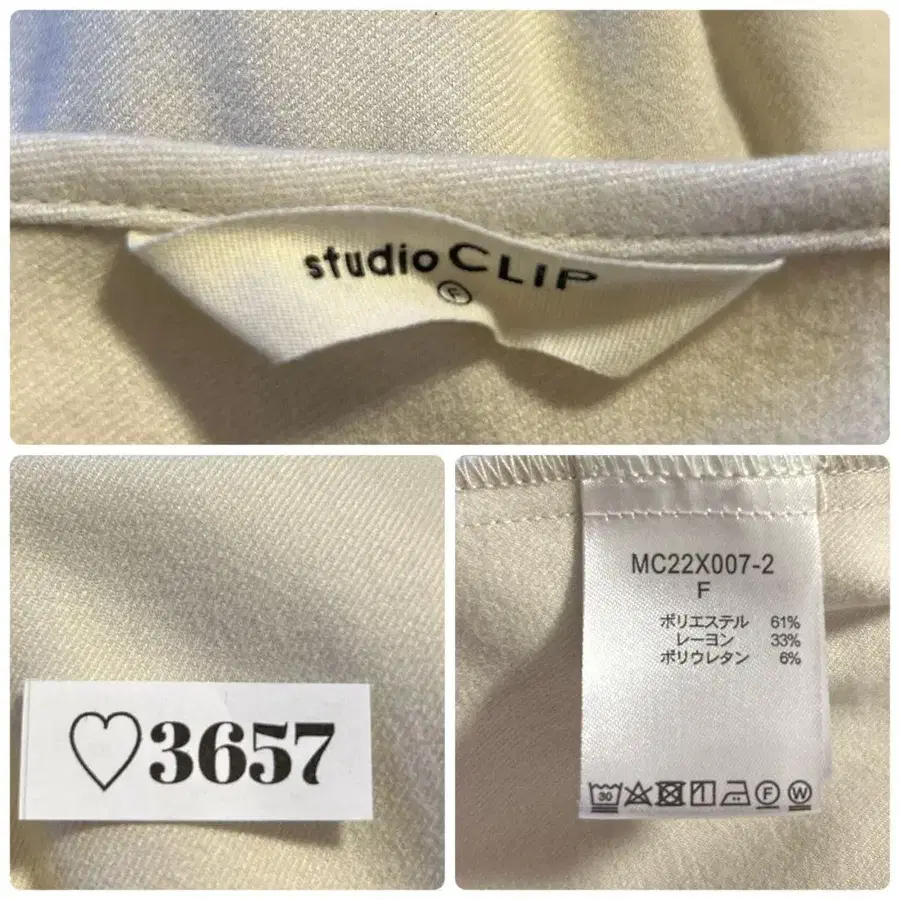 studio CLIP
Ⓕ
♡3657
MC22X007-2
F
ポリエステル 61%
レーヨン 33%
ポリウレタン 6%
30 F W